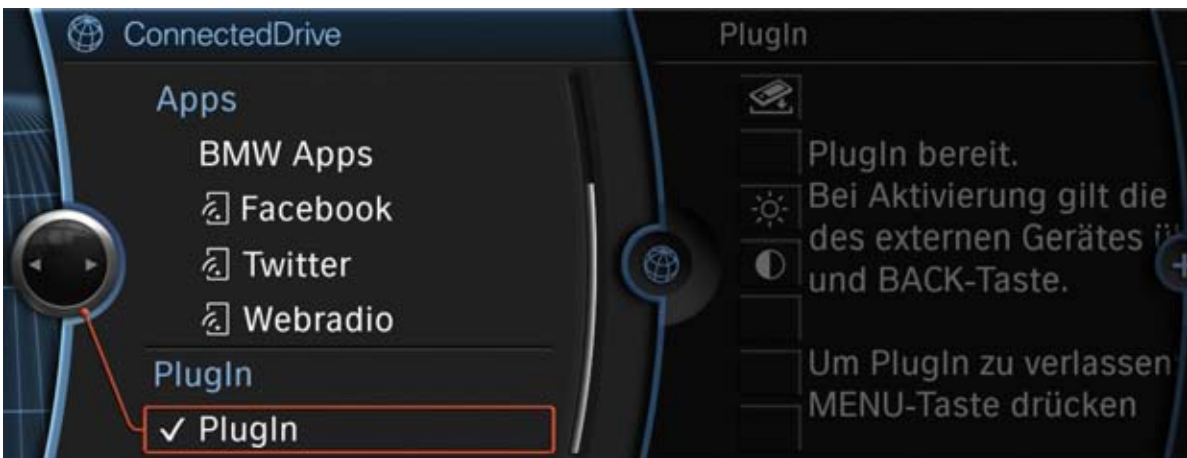 ConnectedDrive
Apps
BMW Apps
Facebook
Twitter
Webradio
PlugIn
PlugIn
PlugIn
PlugIn bereit.
Bei Aktivierung gilt die
des externen Gerätes
und BACK-Taste.
Um PlugIn zu verlassen
MENU-Taste drücken